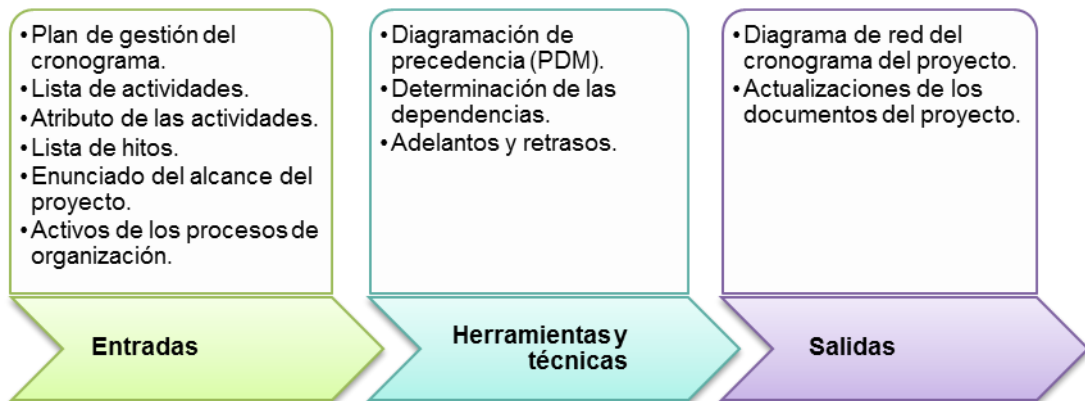 •Plan de gestión del
cronograma.
•Lista de actividades.
•Atributo de las actividades.
•Lista de hitos.
•Enunciado del alcance del
proyecto.
•Activos de los procesos de
organización.
Entradas
•Diagramación de
precedencia (PDM).
•Determinación de las
dependencias.
•Adelantos y retrasos.
Herramientas y
técnicas
•Diagrama de red del
cronograma del proyecto.
•Actualizaciones de los
documentos del proyecto.
Salidas